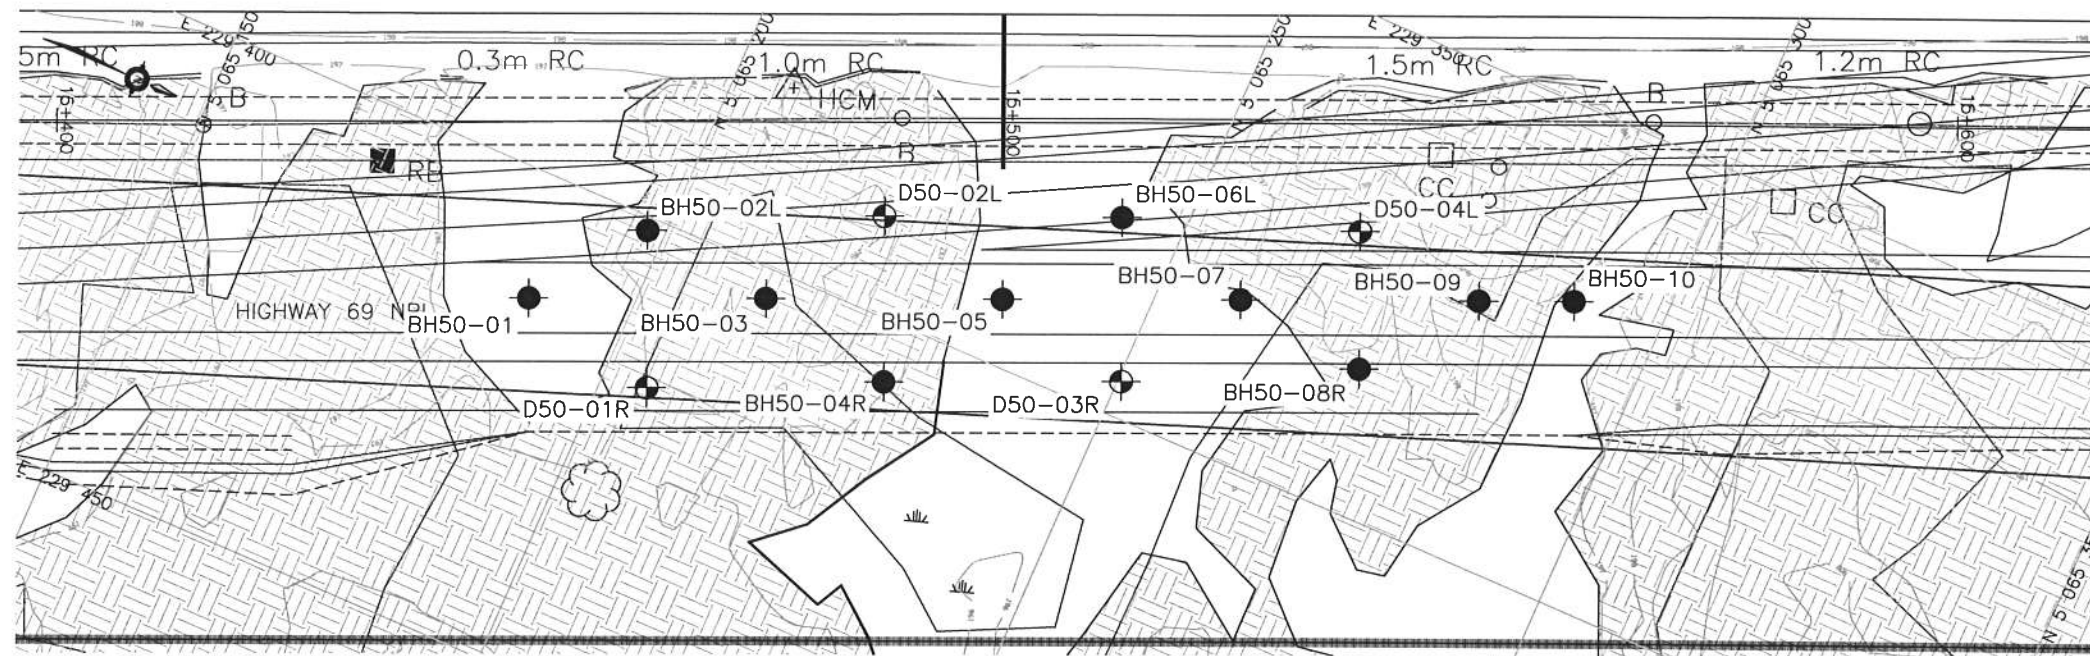 E 229 400
N 5 065 150
5m RC
0.3m RC
N 5 065 200
1.0m RC
N 5 065 250
E 229 350
1.5m RC
N 5 065 300
1.2m RC
15+400
B
HCM
B
15+500
B
15+600
CC
CC
BH50-02L
D50-02L
BH50-06L
D50-04L
BH50-07
BH50-09
BH50-10
HIGHWAY 69 NBL
BH50-01
BH50-03
BH50-05
D50-01R
BH50-04R
D50-03R
BH50-08R
E 229 450
N 5 065 35